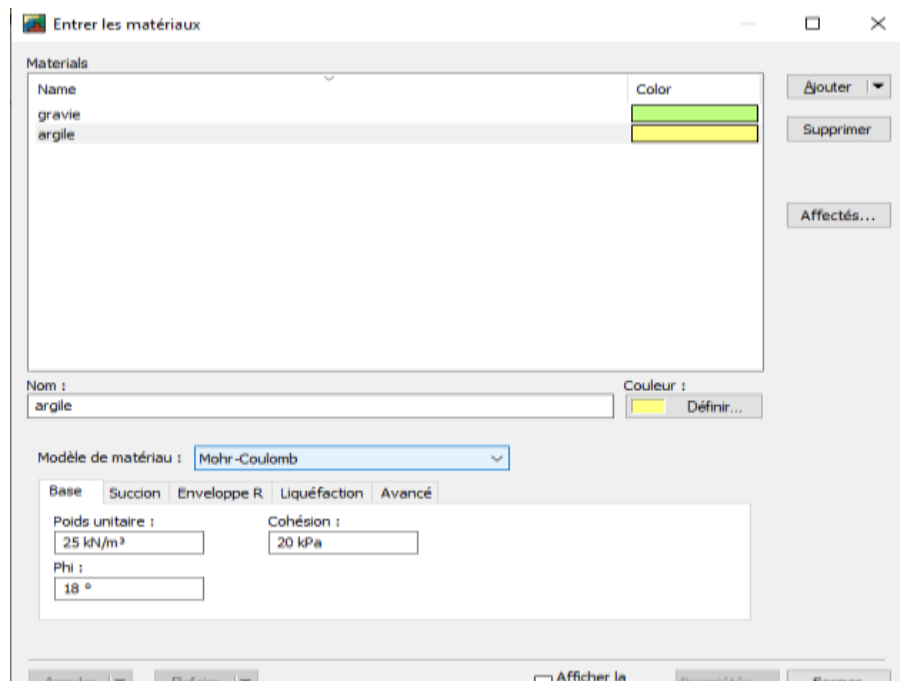 Entrer les matériaux
Materials
Name Color
gravie
argile
Ajouter
Supprimer
Affectés...
Nom :
argile
Couleur :
Définir...
Modèle de matériau : Mohr-Coulomb
Base Succion Enveloppe R Liquéfaction Avancé
Poids unitaire : Cohésion :
25 kN/m³ 20 kPa
Phi :
18 °
Afficher la